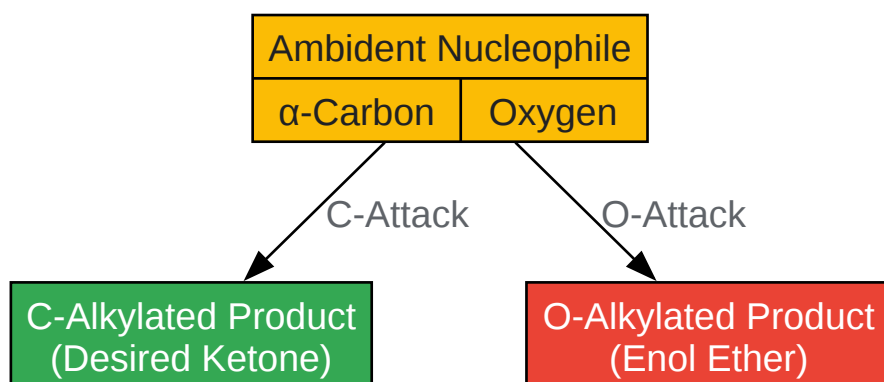 Ambident Nucleophile
α-Carbon
Oxygen
C-Attack
O-Attack
C-Alkylated Product
(Desired Ketone)
O-Alkylated Product
(Enol Ether)